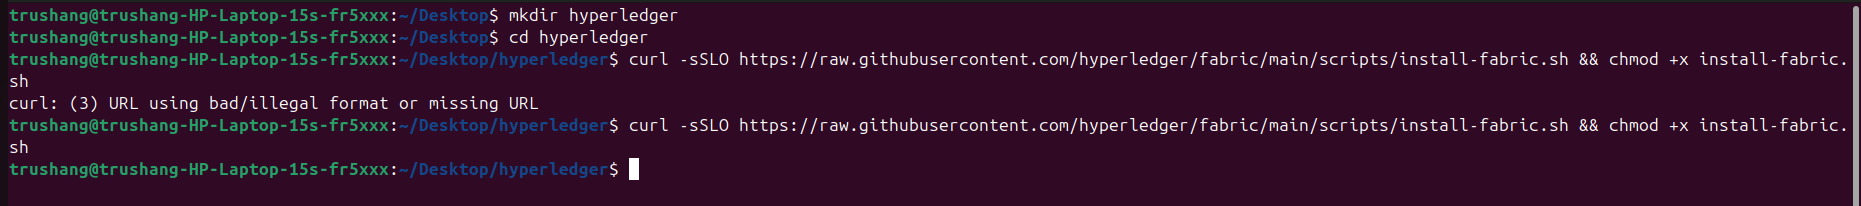 trushang@trushang-HP-Laptop-15s-fr5xxx:~/Desktop$ mkdir hyperledger
trushang@trushang-HP-Laptop-15s-fr5xxx:~/Desktop$ cd hyperledger
trushang@trushang-HP-Laptop-15s-fr5xxx:~/Desktop/hyperledger$ curl -sSLO https://raw.githubusercontent.com/hyperledger/fabric/main/scripts/install-fabric.sh && chmod +x install-fabric.
sh
curl: (3) URL using bad/illegal format or missing URL
trushang@trushang-HP-Laptop-15s-fr5xxx:~/Desktop/hyperledger$ curl -sSLO https://raw.githubusercontent.com/hyperledger/fabric/main/scripts/install-fabric.sh && chmod +x install-fabric.
sh
trushang@trushang-HP-Laptop-15s-fr5xxx:~/Desktop/hyperledger$